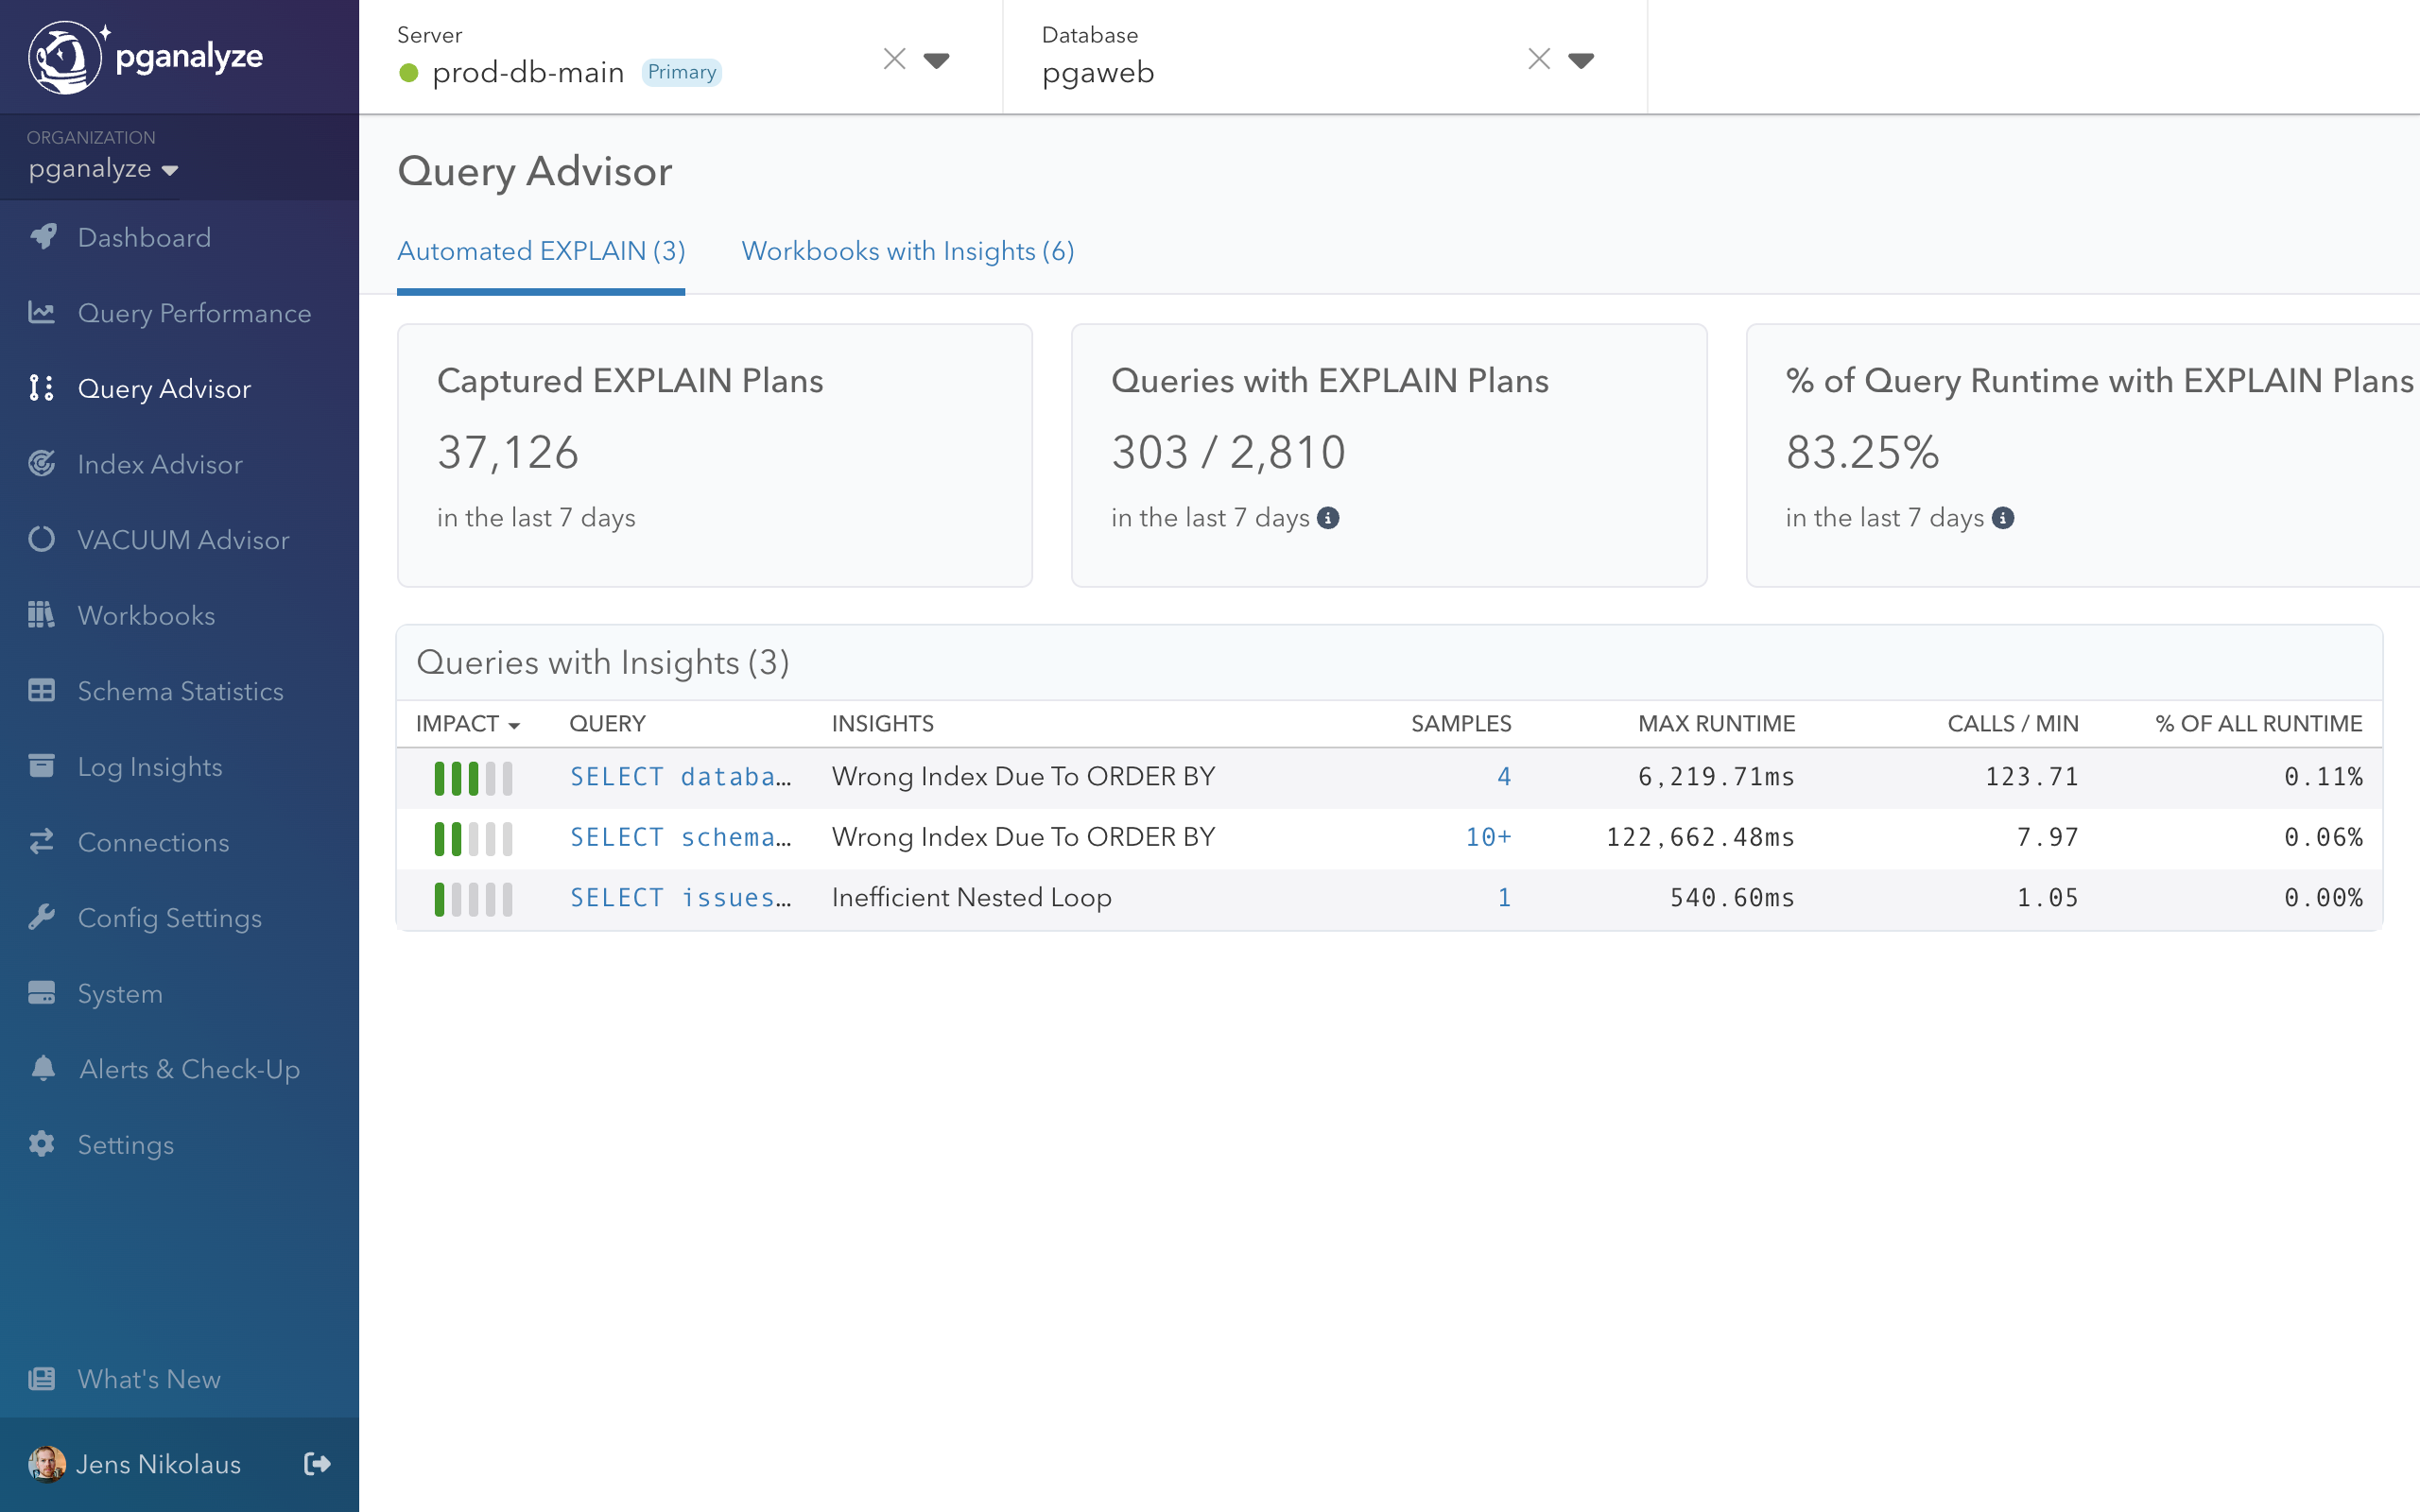 pganalyze
Server
prod-db-main Primary
Database
pgaweb
ORGANIZATION
pganalyze
Dashboard
Query Performance
Query Advisor
Index Advisor
VACUUM Advisor
Workbooks
Schema Statistics
Log Insights
Connections
Config Settings
System
Alerts & Check-Up
Settings
What's New
Jens Nikolaus
Query Advisor
Automated EXPLAIN (3) Workbooks with Insights (6)
Captured EXPLAIN Plans
37,126
in the last 7 days
Queries with EXPLAIN Plans
303 / 2,810
in the last 7 days
% of Query Runtime with EXPLAIN Plans
83.25%
in the last 7 days
Queries with Insights (3)
IMPACT QUERY INSIGHTS SAMPLES MAX RUNTIME CALLS / MIN % OF ALL RUNTIME
SELECT databa… Wrong Index Due To ORDER BY 4 6,219.71ms 123.71 0.11%
SELECT schema… Wrong Index Due To ORDER BY 10+ 122,662.48ms 7.97 0.06%
SELECT issues… Inefficient Nested Loop 1 540.60ms 1.05 0.00%